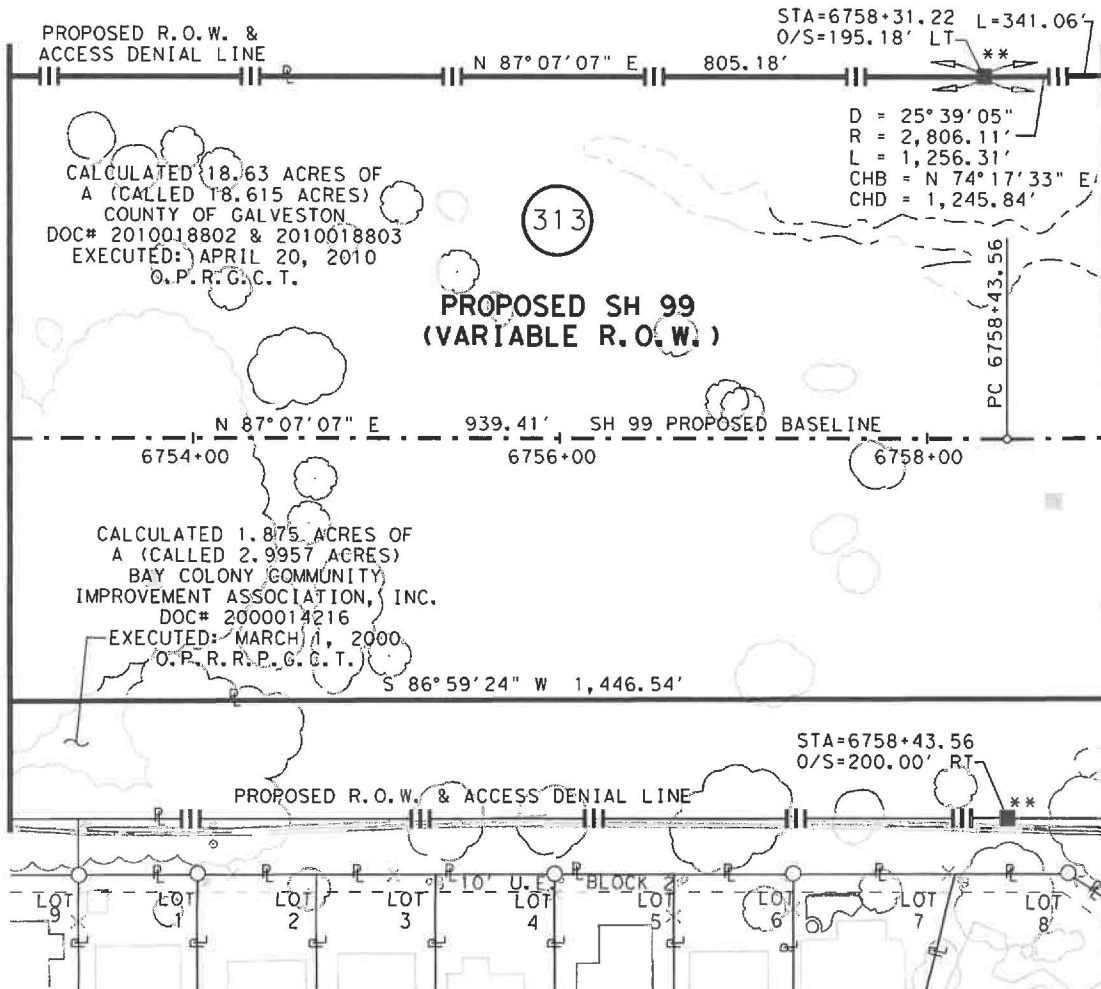 PROPOSED R.O.W. &
ACCESS DENIAL LINE
N 87°07'07" E 805.18'
STA=6758+31.22 L=341.06'
O/S=195.18' LT
**
D = 25°39'05"
R = 2,806.11'
L = 1,256.31'
CHB = N 74°17'33" E
CHD = 1,245.84'
CALCULATED 18.63 ACRES OF
A (CALLED 18.615 ACRES)
COUNTY OF GALVESTON
DOC# 2010018802 & 2010018803
EXECUTED: APRIL 20, 2010
O.P.R.G.C.T.
313
PROPOSED SH 99
(VARIABLE R.O.W.)
PC 6758+43.56
N 87°07'07" E 939.41' SH 99 PROPOSED BASELINE
6754+00 6756+00 6758+00
CALCULATED 1.875 ACRES OF
A (CALLED 2.9957 ACRES)
BAY COLONY COMMUNITY
IMPROVEMENT ASSOCIATION, INC.
DOC# 2000014216
EXECUTED: MARCH 1, 2000
O.P.R.R.P.G.C.T.
S 86°59'24" W 1,446.54'
STA=6758+43.56
O/S=200.00' RT
**
PROPOSED R.O.W. & ACCESS DENIAL LINE
10' U.E. BLOCK 2
LOT 9
LOT 1
LOT 2
LOT 3
LOT 4
LOT 5
LOT 6
LOT 7
LOT 8